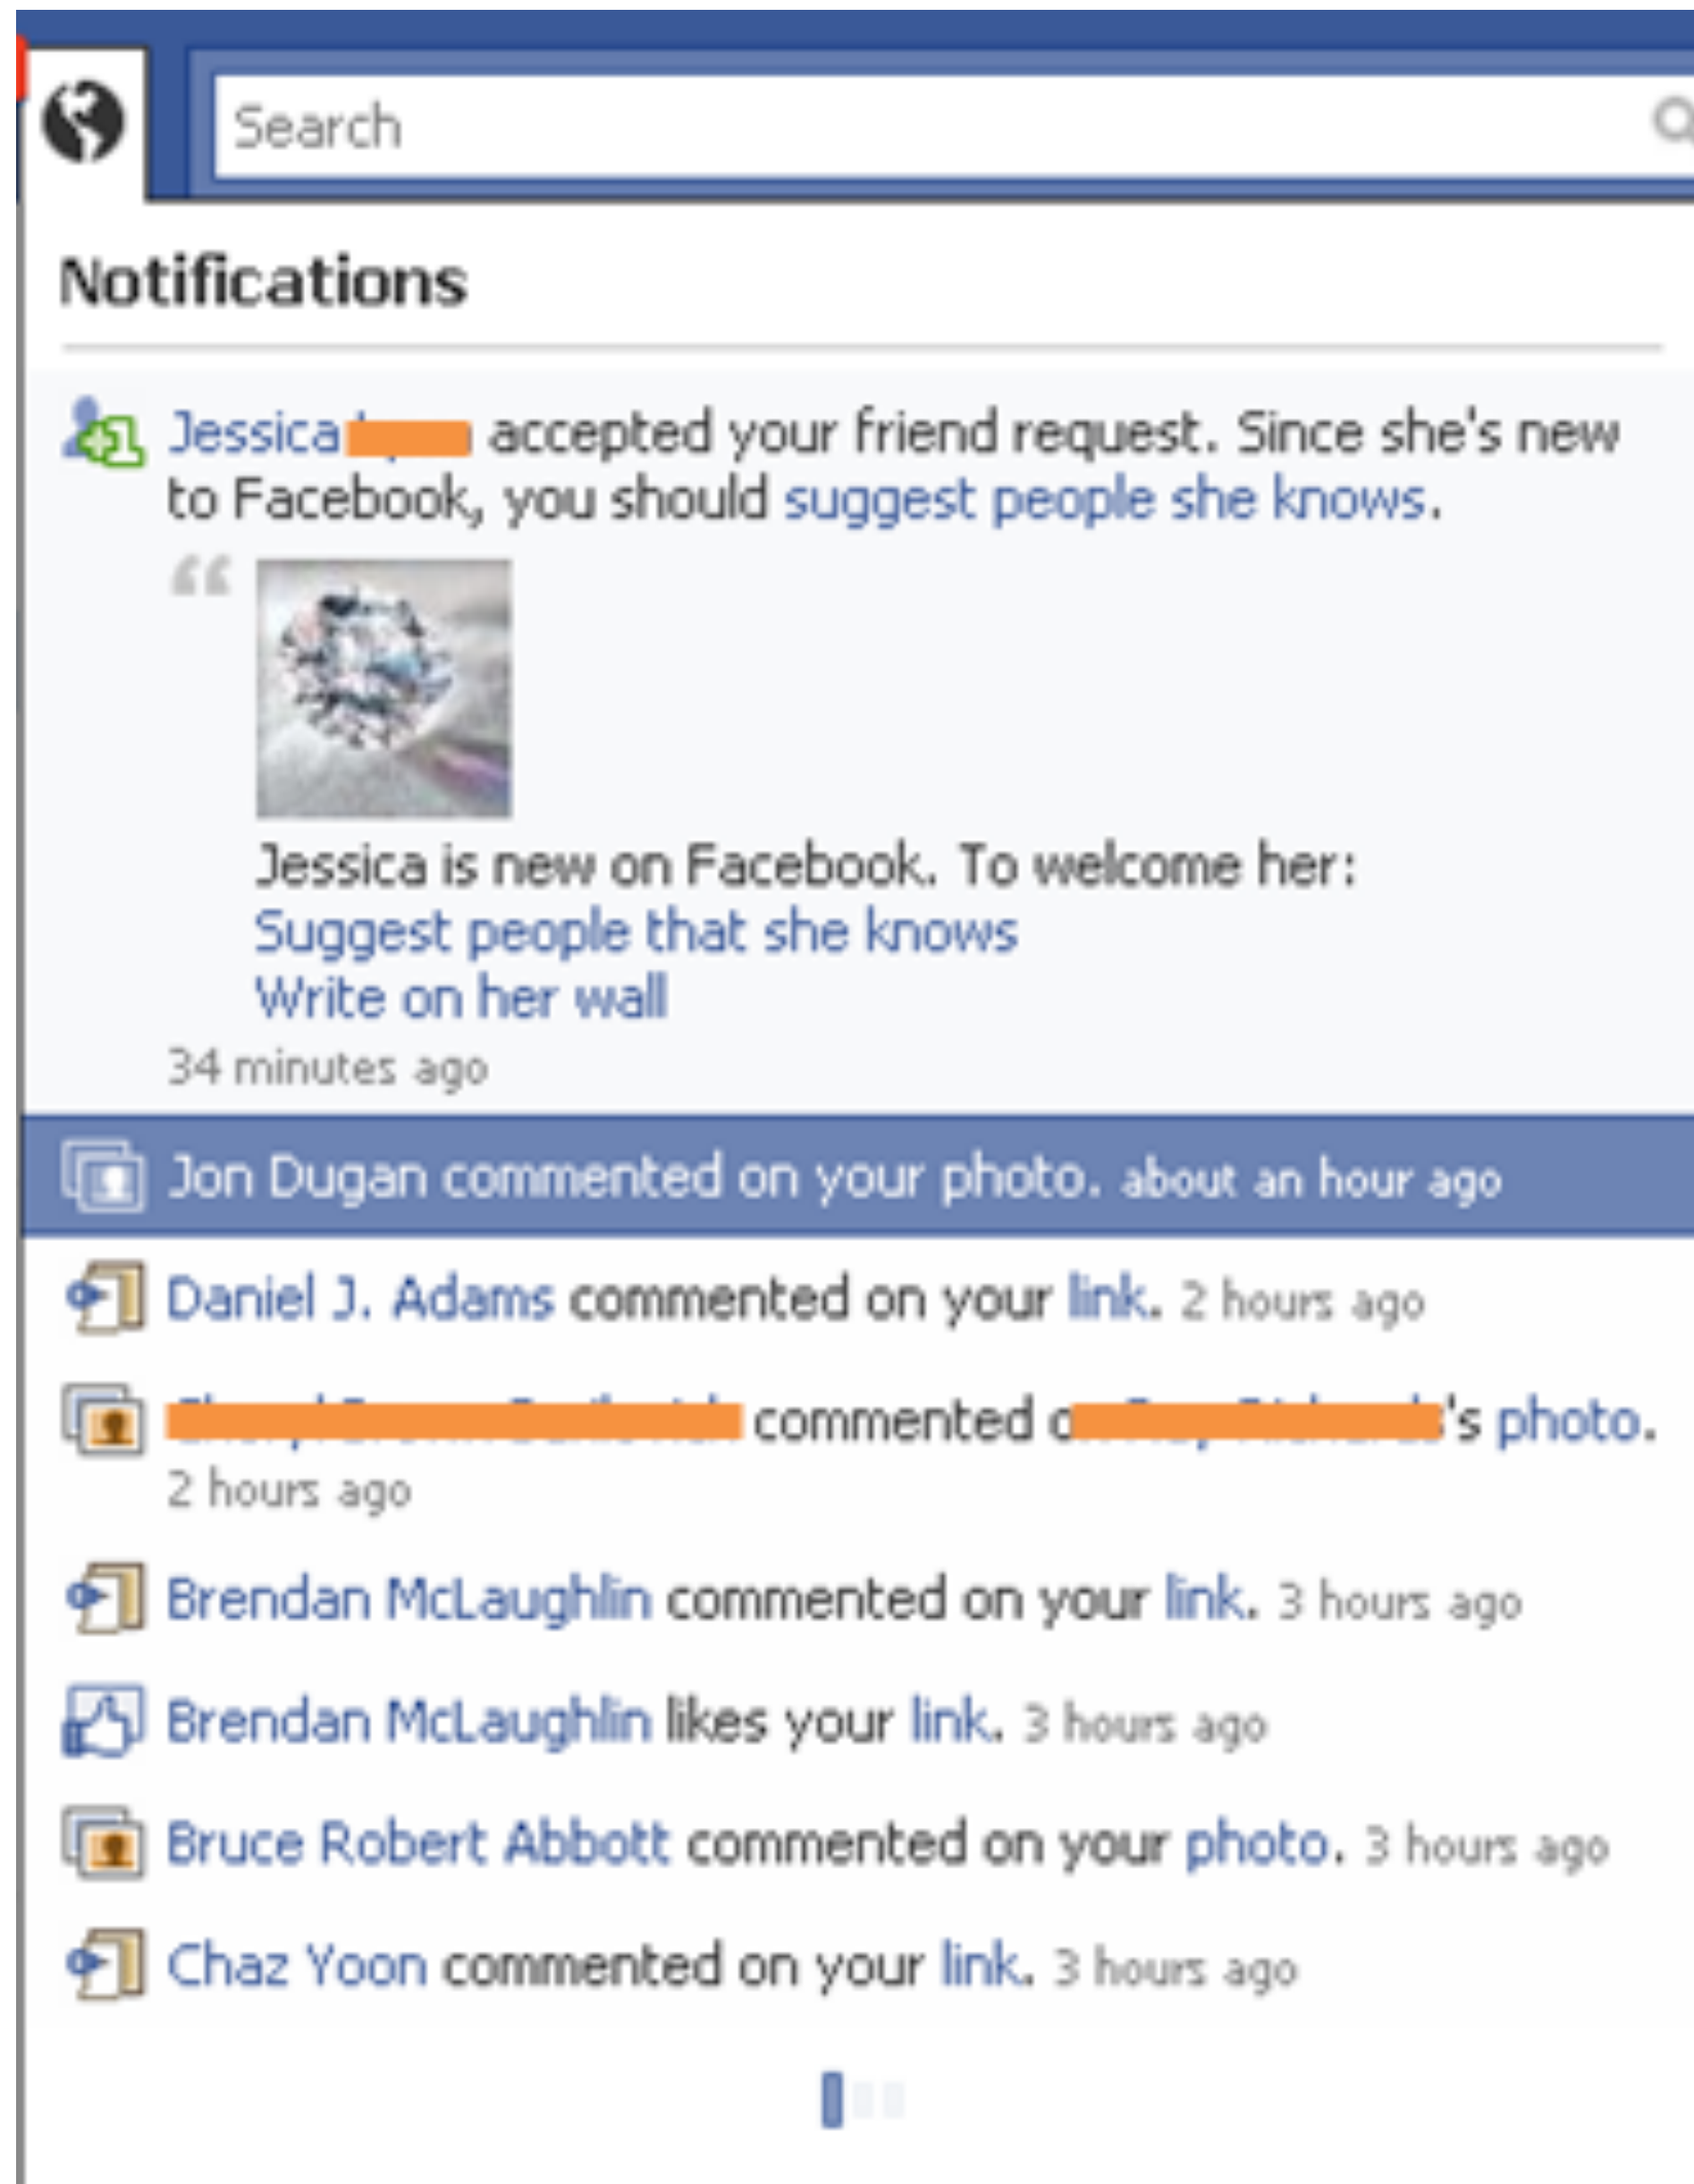 Search
Notifications
Jessica accepted your friend request. Since she's new
to Facebook, you should suggest people she knows.
“
Jessica is new on Facebook. To welcome her:
Suggest people that she knows
Write on her wall
34 minutes ago
Jon Dugan commented on your photo. about an hour ago
Daniel J. Adams commented on your link. 2 hours ago
commented 's photo.
2 hours ago
Brendan McLaughlin commented on your link. 3 hours ago
Brendan McLaughlin likes your link. 3 hours ago
Bruce Robert Abbott commented on your photo. 3 hours ago
Chaz Yoon commented on your link. 3 hours ago